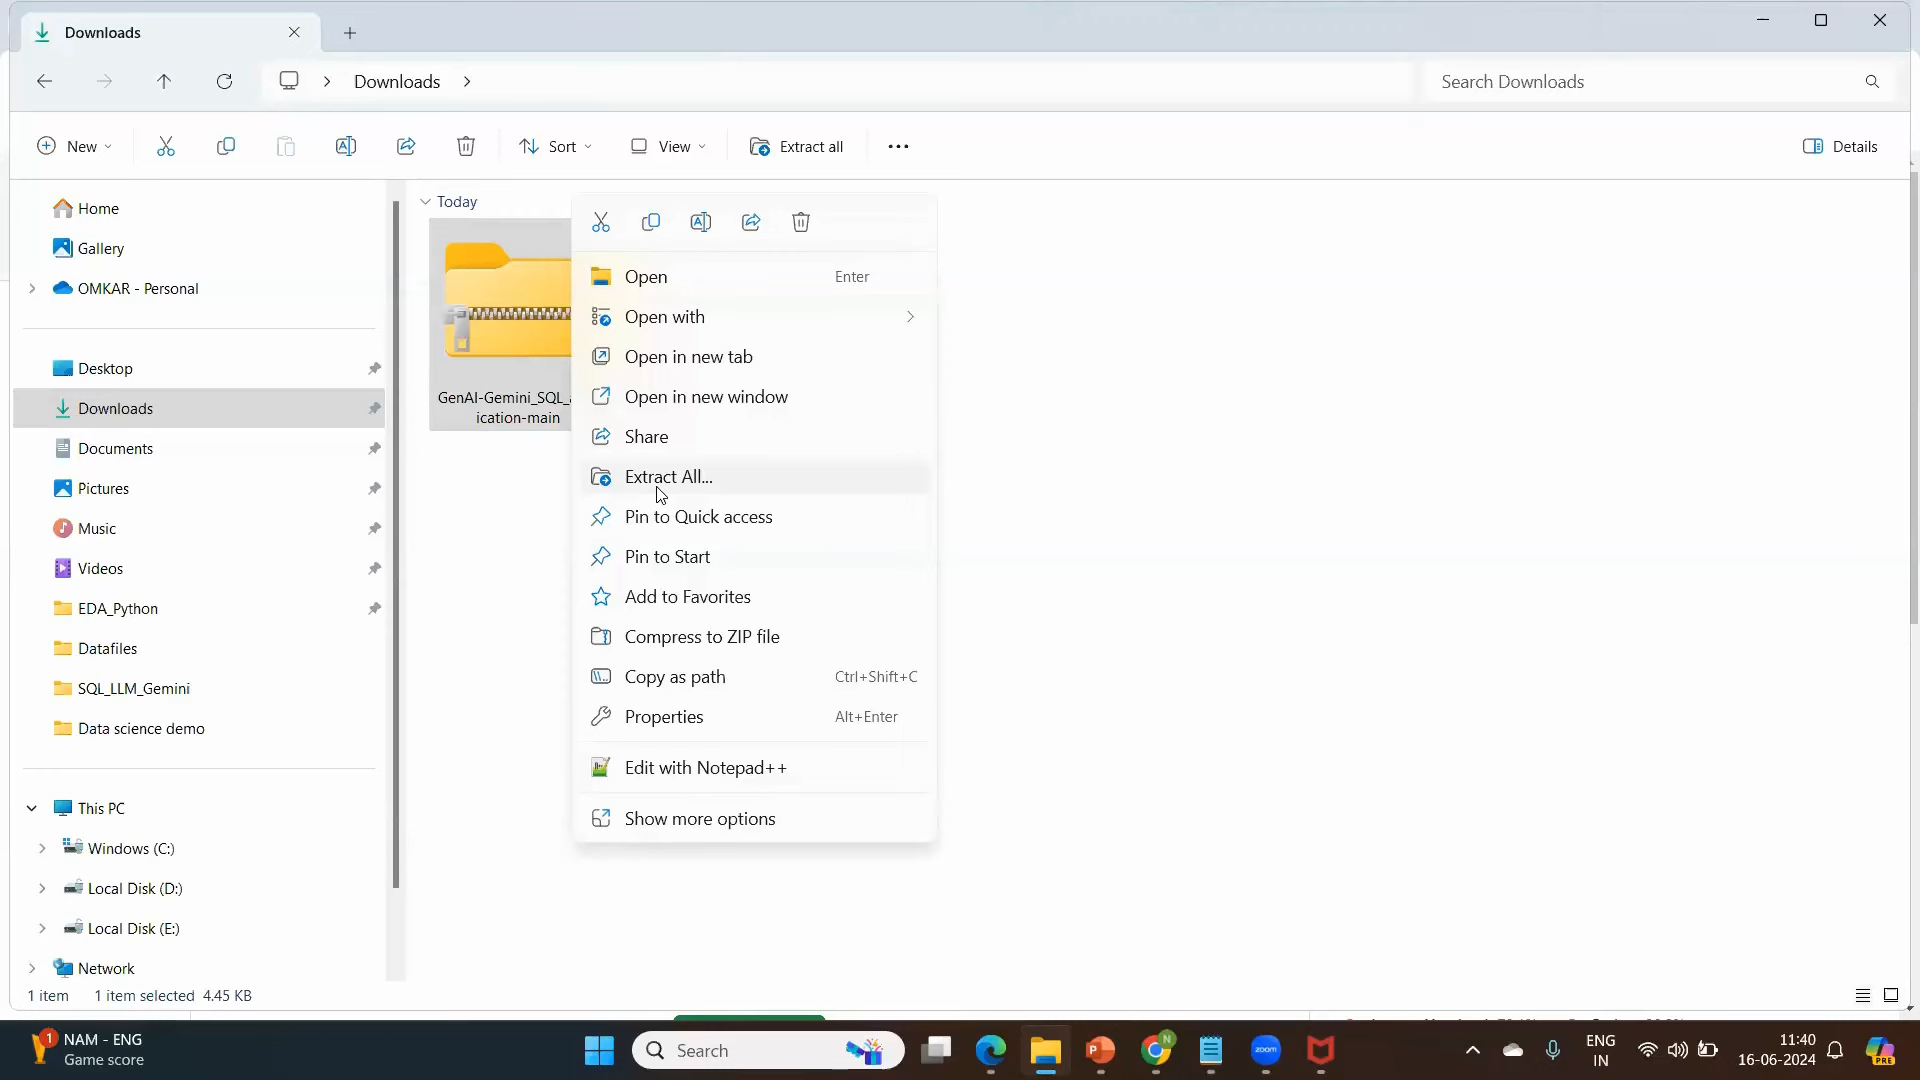 Downloads
Downloads
Search Downloads
New
Sort
View
Extract all
Details
Home
Gallery
OMKAR - Personal
Desktop
Downloads
Documents
Pictures
Music
Videos
EDA_Python
Datafiles
SQL_LLM_Gemini
Data science demo
This PC
Windows (C:)
Local Disk (D:)
Local Disk (E:)
Network
Today
GenAI-Gemini_SQL_
ication-main
Open Enter
Open with
Open in new tab
Open in new window
Share
Extract All...
Pin to Quick access
Pin to Start
Add to Favorites
Compress to ZIP file
Copy as path Ctrl+Shift+C
Properties Alt+Enter
Edit with Notepad++
Show more options
1 item 1 item selected 4.45 KB
1
NAM - ENG
Game score
Search
N
P
zoom
ENG
IN
11:40
16-06-2024
PRE